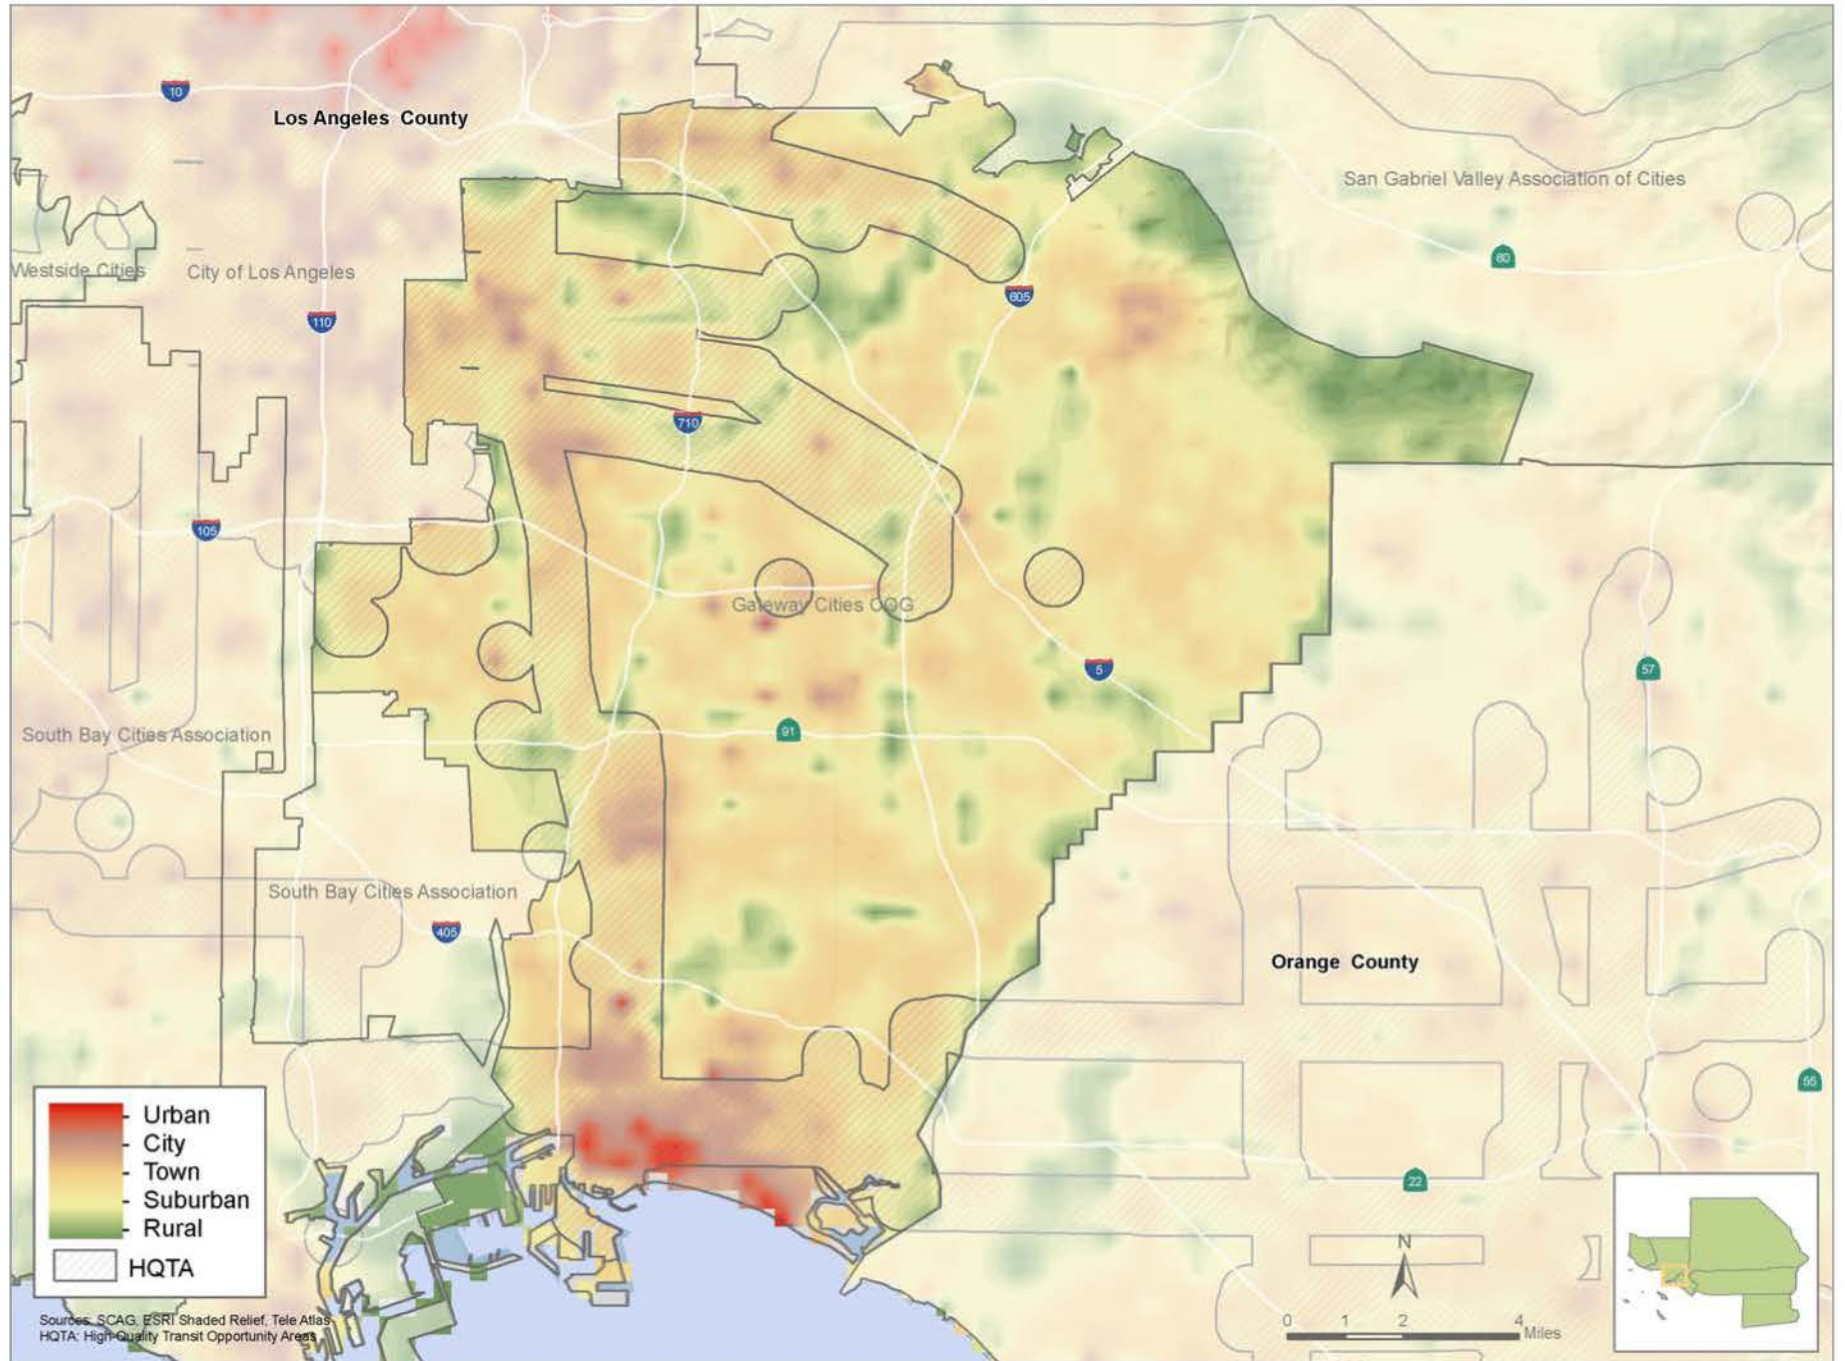 10
Los Angeles County
San Gabriel Valley Association of Cities
60
Westside Cities
City of Los Angeles
605
110
710
105
Gateway Cities COG
5
57
91
South Bay Cities Association
South Bay Cities Association
405
Orange County
55
22
Urban
City
Town
Suburban
Rural
HQTA
N
0 1 2 4 Miles
Sources: SCAG, ESRI Shaded Relief, Tele Atlas
HQTA: High-Quality Transit Opportunity Areas